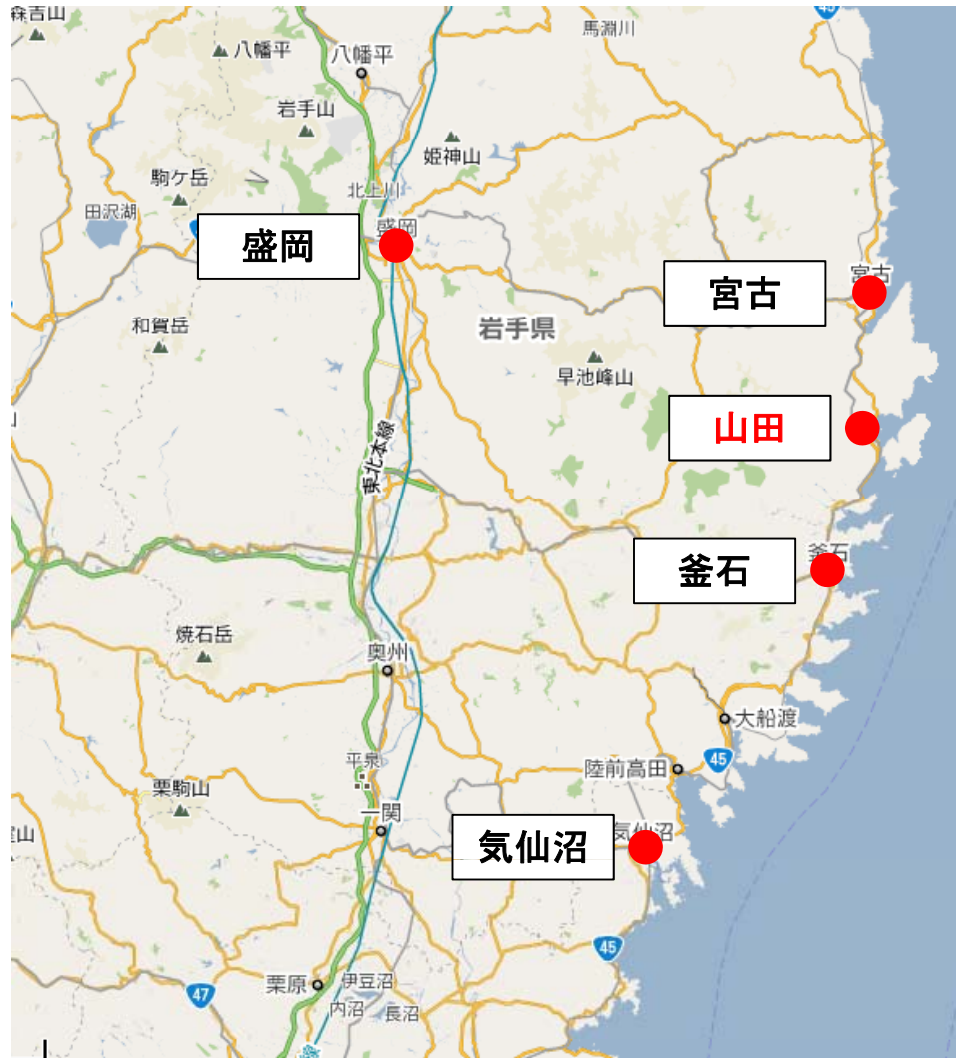 森吉山
45
馬淵川
八幡平
八幡平
岩手山
姫神山
駒ケ岳
北上川
田沢湖
盛岡
盛岡
宮古
宮古
和賀岳
岩手県
早池峰山
山田
東北本線
釜石
釜石
焼石岳
奥州
大船渡
45
陸前高田
平泉
栗駒山
一関
気仙沼
気仙沼
山
45
栗原
伊豆沼
47
内沼
長沼